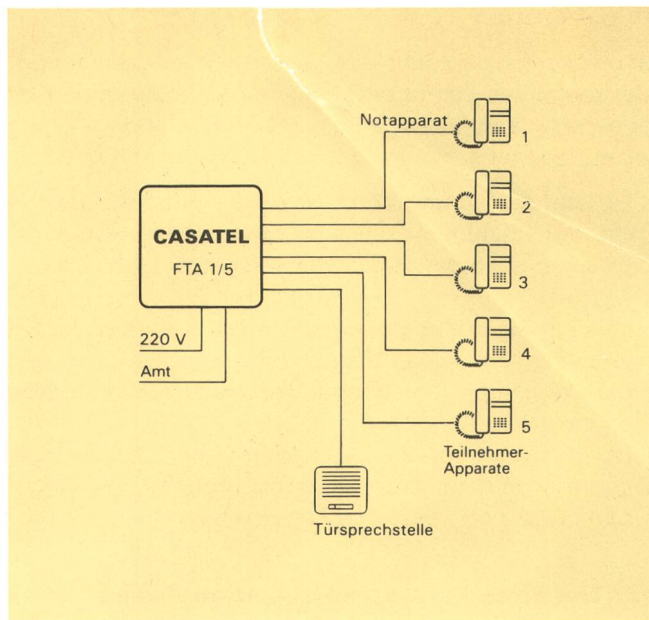 Notapparat
1
2
CASATEL
FTA 1/5
3
220 V
4
Amt
5
Teilnehmer-
Apparate
Türsprechstelle